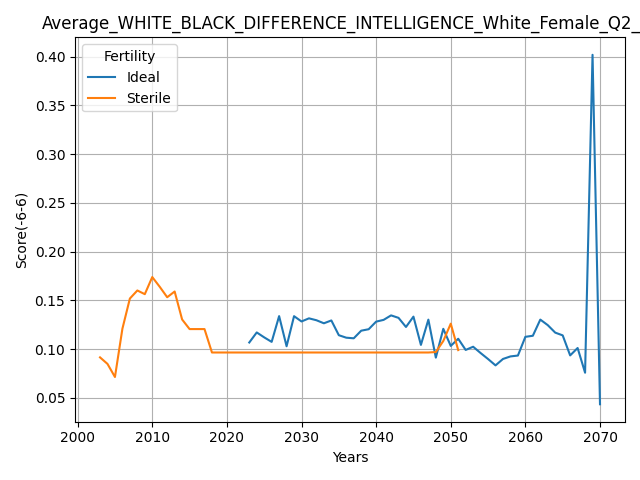 Average_WHITE_BLACK_DIFFERENCE_INTELLIGENCE_White_Female_Q2_
Fertility
Ideal
Sterile
0.40
0.35
0.30
0.25
0.20
0.15
0.10
0.05
Score(-6-6)
2000 2010 2020 2030 2040 2050 2060 2070
Years